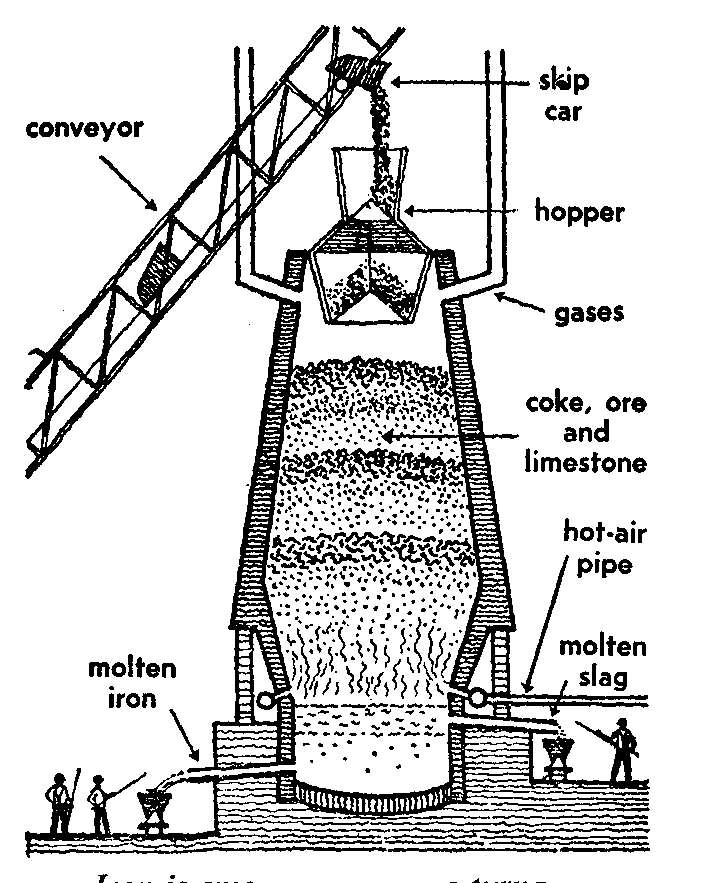 skip
car
conveyor
hopper
gases
coke, ore
and
limestone
hot-air
pipe
molten
slag
molten
iron